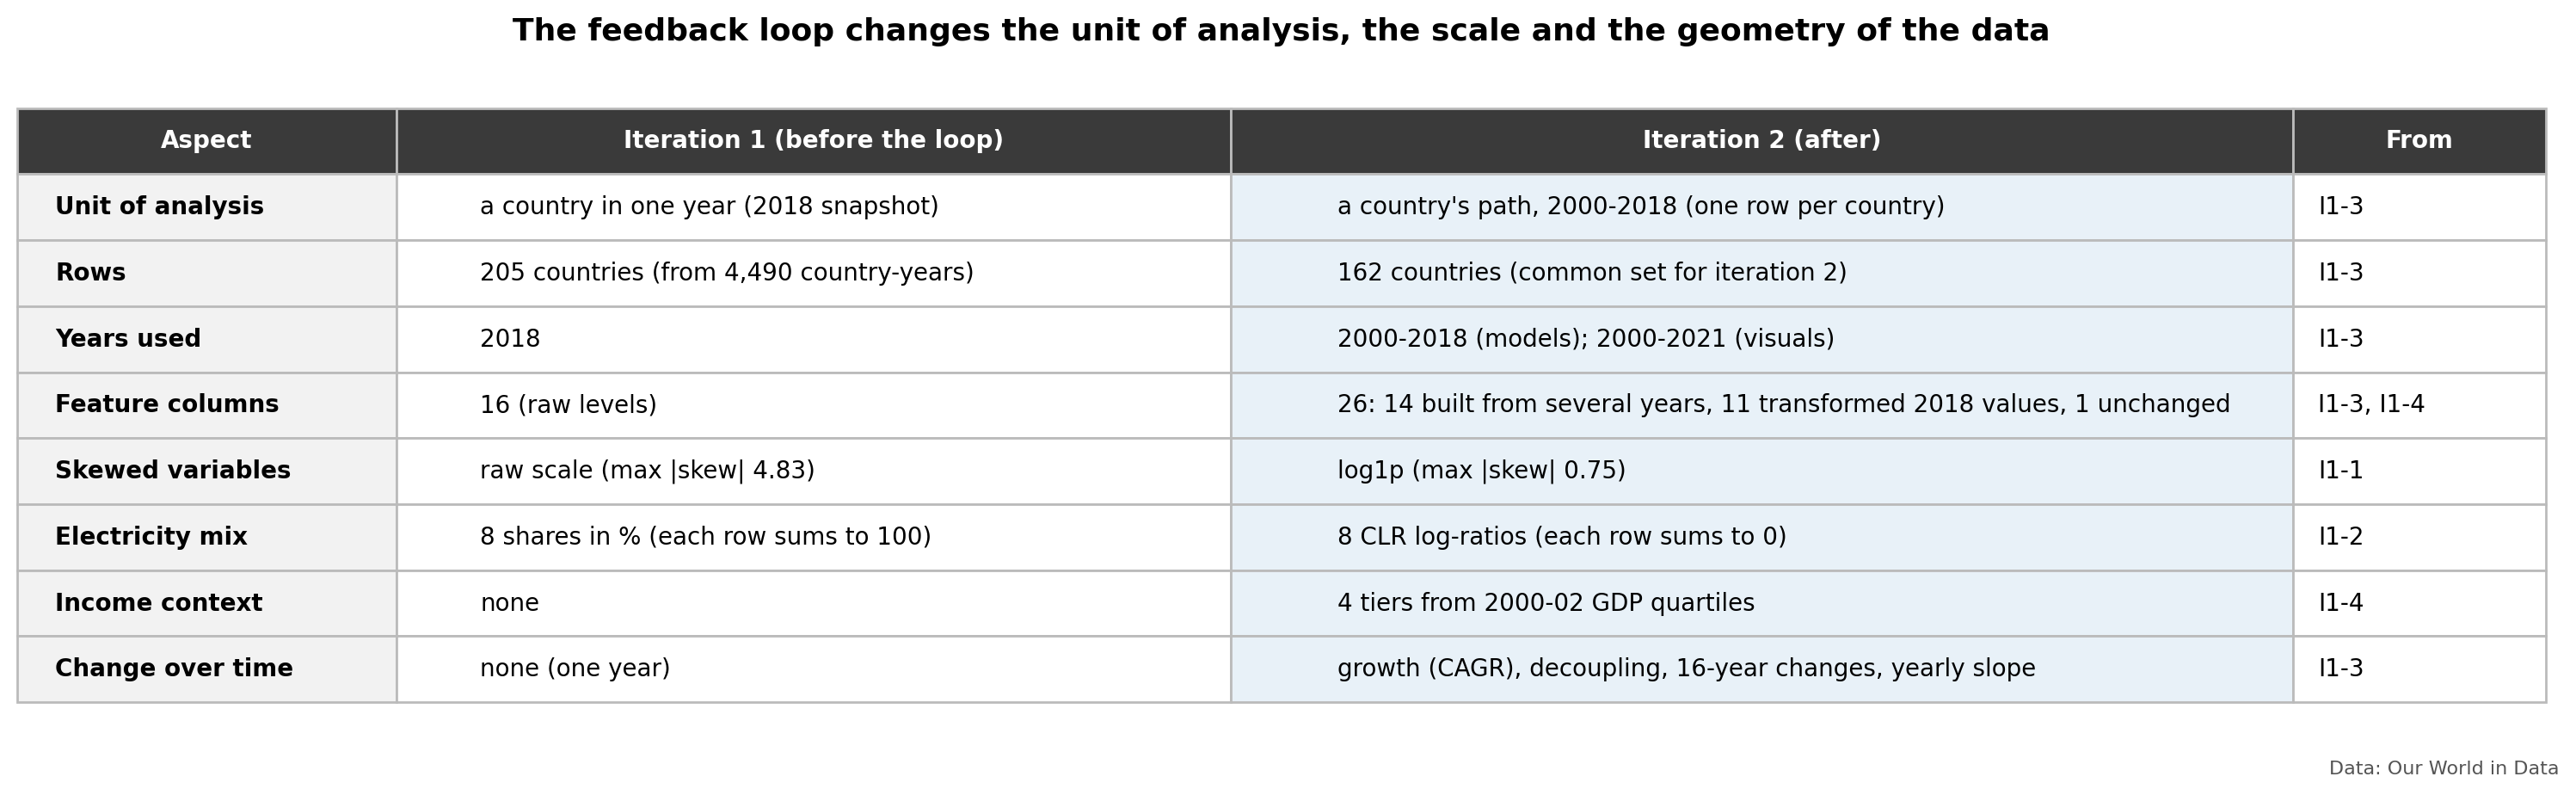 The feedback loop changes the unit of analysis, the scale and the geometry of the data
Aspect Iteration 1 (before the loop) Iteration 2 (after) From
Unit of analysis a country in one year (2018 snapshot) a country's path, 2000-2018 (one row per country) I1-3
Rows 205 countries (from 4,490 country-years) 162 countries (common set for iteration 2) I1-3
Years used 2018 2000-2018 (models); 2000-2021 (visuals) I1-3
Feature columns 16 (raw levels) 26: 14 built from several years, 11 transformed 2018 values, 1 unchanged I1-3, I1-4
Skewed variables raw scale (max |skew| 4.83) log1p (max |skew| 0.75) I1-1
Electricity mix 8 shares in % (each row sums to 100) 8 CLR log-ratios (each row sums to 0) I1-2
Income context none 4 tiers from 2000-02 GDP quartiles I1-4
Change over time none (one year) growth (CAGR), decoupling, 16-year changes, yearly slope I1-3
Data: Our World in Data